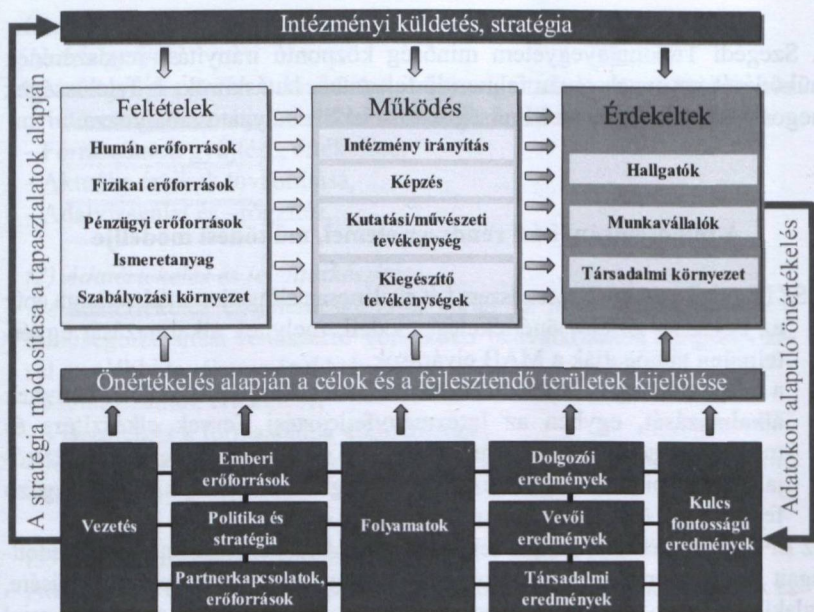 Intézményi küldetés, stratégia
A stratégia módosítása a tapasztalatok alapján
Feltételek
Humán erőforrások
Fizikai erőforrások
Pénzügyi erőforrások
Ismeretanyag
Szabályozási környezet
Működés
Intézmény irányítás
Képzés
Kutatási/művészeti
tevékenység
Kiegészítő
tevékenységek
Érdekeltek
Hallgatók
Munkavállalók
Társadalmi környezet
Adatokon alapuló önértékelés
Önértékelés alapján a célok és a fejlesztendő területek kijelölése
Vezetés
Emberi
erőforrások
Politika és
stratégia
Partnerkapcsolatok,
erőforrások
Folyamatok
Dolgozói
eredmények
Vevői
eredmények
Társadalmi
eredmények
Kulcs
fontosságú
eredmények